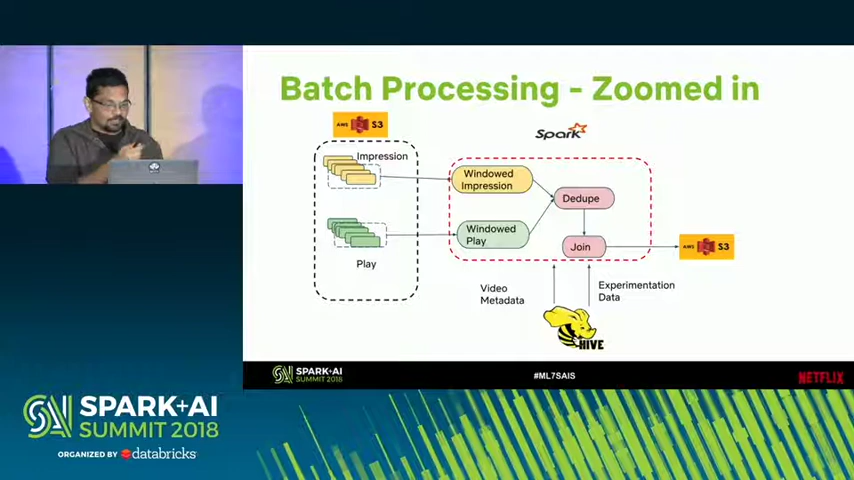 Batch Processing - Zoomed in
AWS S3
Spark
Impression
Windowed
Impression
Dedupe
Windowed
Play
Join
AWS S3
Play
Video
Metadata
Experimentation
Data
HIVE
SPARK+AI
SUMMIT 2018
#ML7SAIS
NETFLIX
SPARK+AI
SUMMIT 2018
ORGANIZED BY databricks